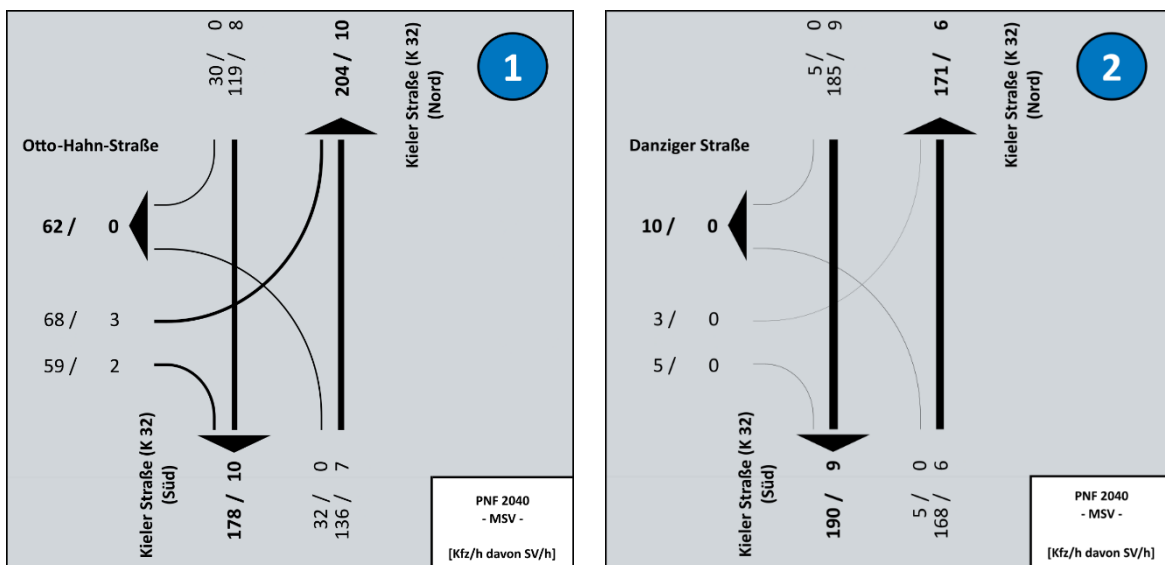 30 / 0
119 / 8
204 / 10
Kieler Straße (K 32)
(Nord)
1
Otto-Hahn-Straße
62 / 0
68 / 3
59 / 2
Kieler Straße (K 32)
(Süd)
178 / 10
32 / 0
136 / 7
PNF 2040
- MSV -
[Kfz/h davon SV/h]
5 / 0
185 / 9
171 / 6
Kieler Straße (K 32)
(Nord)
2
Danziger Straße
10 / 0
3 / 0
5 / 0
Kieler Straße (K 32)
(Süd)
190 / 9
5 / 0
168 / 6
PNF 2040
- MSV -
[Kfz/h davon SV/h]